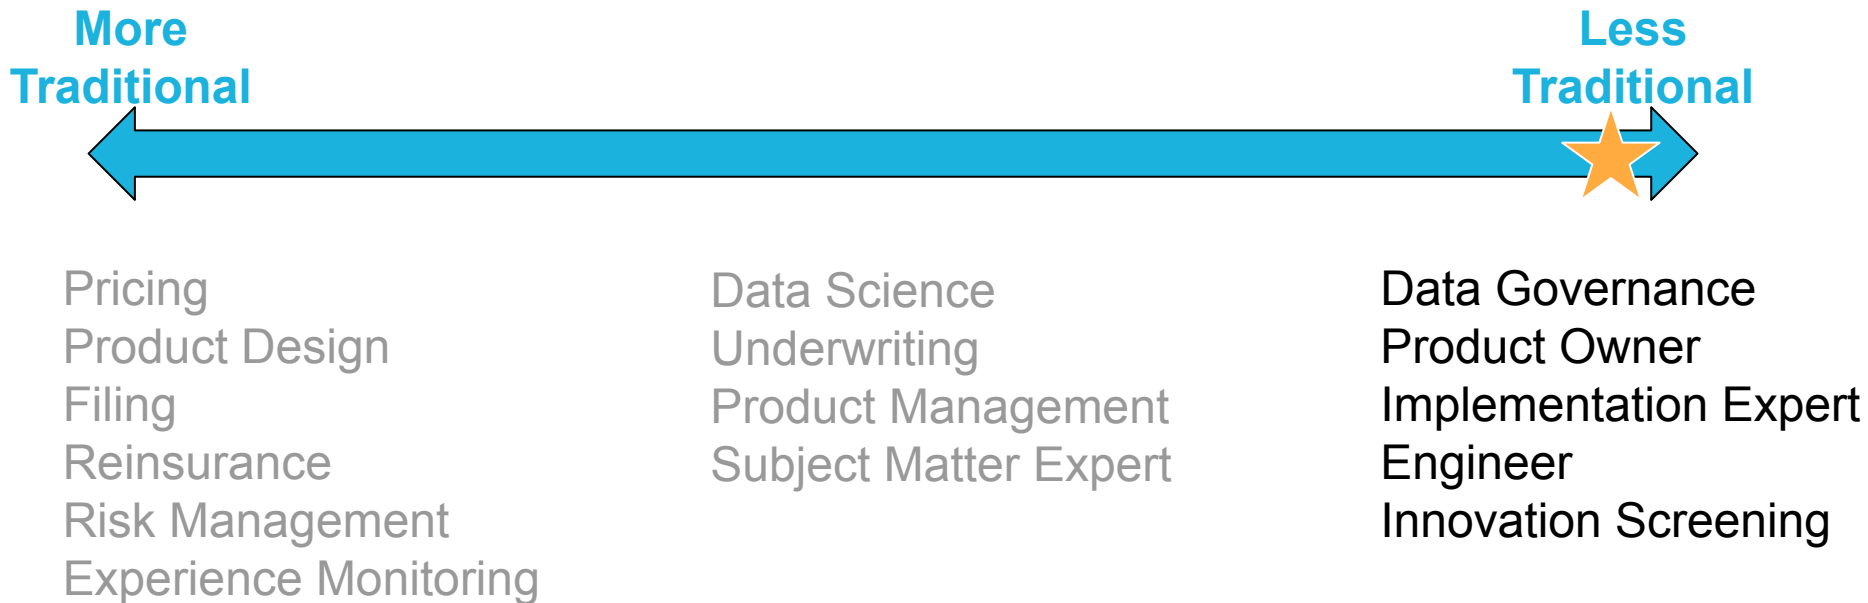 More
Traditional
Less
Traditional
Pricing
Product Design
Filing
Reinsurance
Risk Management
Experience Monitoring
Data Science
Underwriting
Product Management
Subject Matter Expert
Data Governance
Product Owner
Implementation Expert
Engineer
Innovation Screening